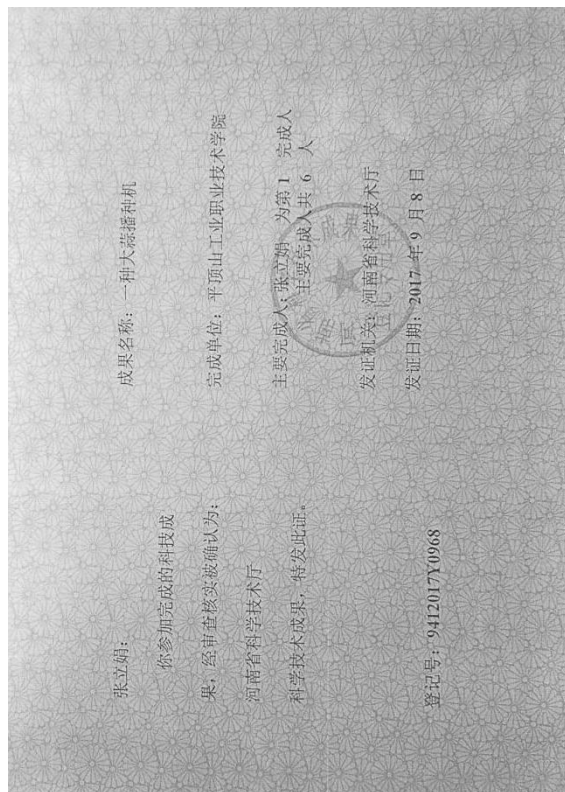 张立娟：
你参加完成的科技成
果，经审查核实被确认为：
河南省科学技术厅
科学技术成果，特发此证。
登记号：9412017Y0968
成果名称：一种大蒜播种机
完成单位：平顶山工业职业技术学院
主要完成人：张立娟 为第 1 完成人
主要完成人共 6 人
发证机关：河南省科学技术厅
发证日期：2017 年 9 月 8 日